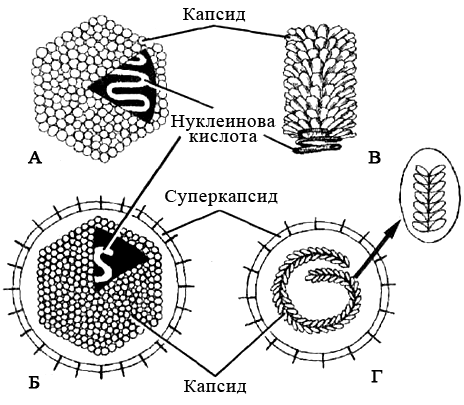 Капсид
Нуклеинова
кислота
А
В
Суперкапсид
Б
Г
Капсид